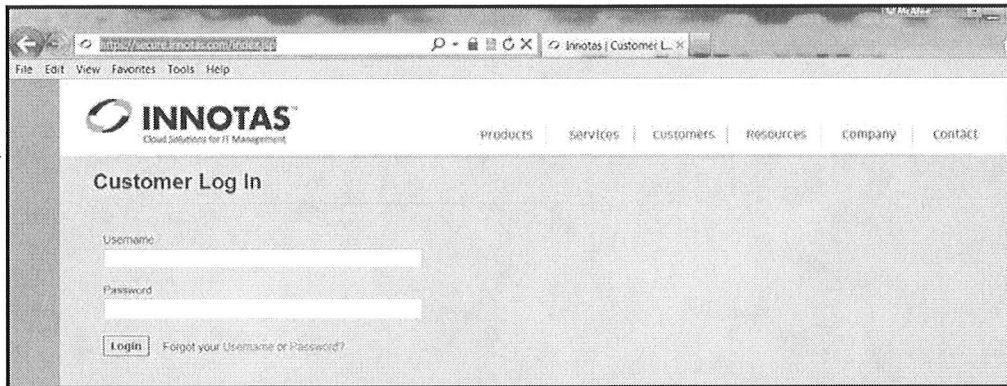 https://secure.innotas.com/index.jsp
Innotas | Customer L...
File Edit View Favorites Tools Help
INNOTAS™
Cloud Solutions for IT Management
Products Services Customers Resources Company Contact
Customer Log In
Username
Password
Login Forgot your Username or Password?